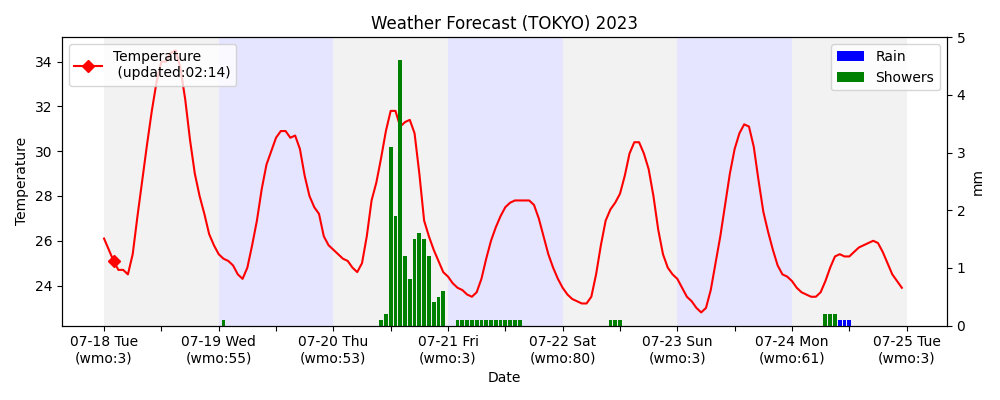 Weather Forecast (TOKYO) 2023
Temperature
(updated:02:14)
Rain
Showers
34
32
30
28
26
24
Temperature
5
4
3
2
1
0
mm
07-18 Tue
(wmo:3)
07-19 Wed
(wmo:55)
07-20 Thu
(wmo:53)
07-21 Fri
(wmo:3)
07-22 Sat
(wmo:80)
07-23 Sun
(wmo:3)
07-24 Mon
(wmo:61)
07-25 Tue
(wmo:3)
Date